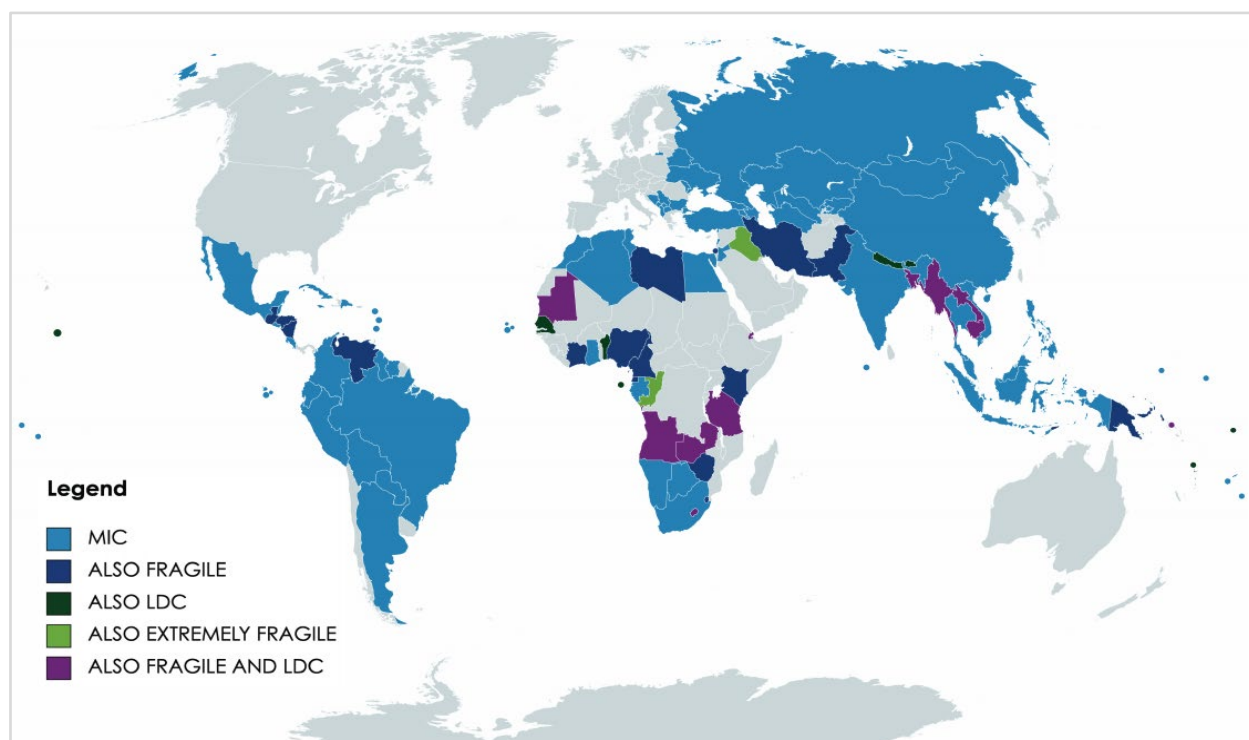 Legend
MIC
ALSO FRAGILE
ALSO LDC
ALSO EXTREMELY FRAGILE
ALSO FRAGILE AND LDC